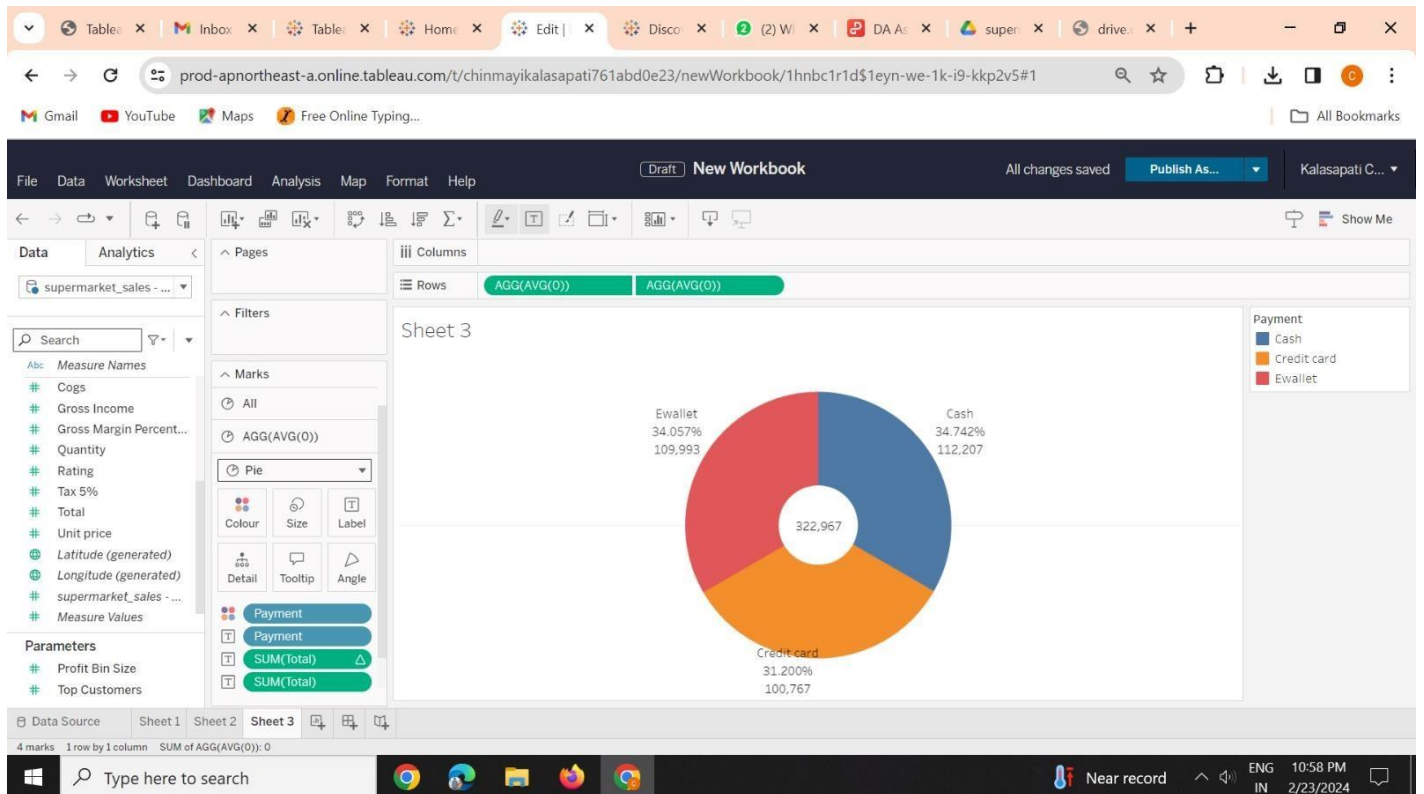 Table
Inbox
Table
Home
Edit |
Disco
(2) W
DA As
super
drive.
prod-apnortheast-a.online.tableau.com/t/chinmayikalasapati761abd0e23/newWorkbook/1hnbc1r1d$1eyn-we-1k-i9-kkp2v5#1
C
Gmail YouTube Maps Free Online Typing...
All Bookmarks
Draft New Workbook
All changes saved
Publish As...
Kalasapati C...
File Data Worksheet Dashboard Analysis Map Format Help
Show Me
Data Analytics
supermarket_sales - ...
Search
Abc Measure Names
# Cogs
# Gross Income
# Gross Margin Percent...
# Quantity
# Rating
# Tax 5%
# Total
# Unit price
Latitude (generated)
Longitude (generated)
# supermarket_sales - ...
# Measure Values
Parameters
# Profit Bin Size
# Top Customers
Pages
Filters
Marks
All
AGG(AVG(0))
Pie
Colour Size Label
Detail Tooltip Angle
Payment
Payment
SUM(Total)
SUM(Total)
Columns
Rows AGG(AVG(0)) AGG(AVG(0))
Sheet 3
Ewallet
34.057%
109,993
Cash
34.742%
112,207
322,967
Credit card
31.200%
100,767
Payment
Cash
Credit card
Ewallet
Data Source Sheet 1 Sheet 2 Sheet 3
4 marks 1 row by 1 column SUM of AGG(AVG(0)): 0
Type here to search
Near record
ENG
IN
10:58 PM
2/23/2024